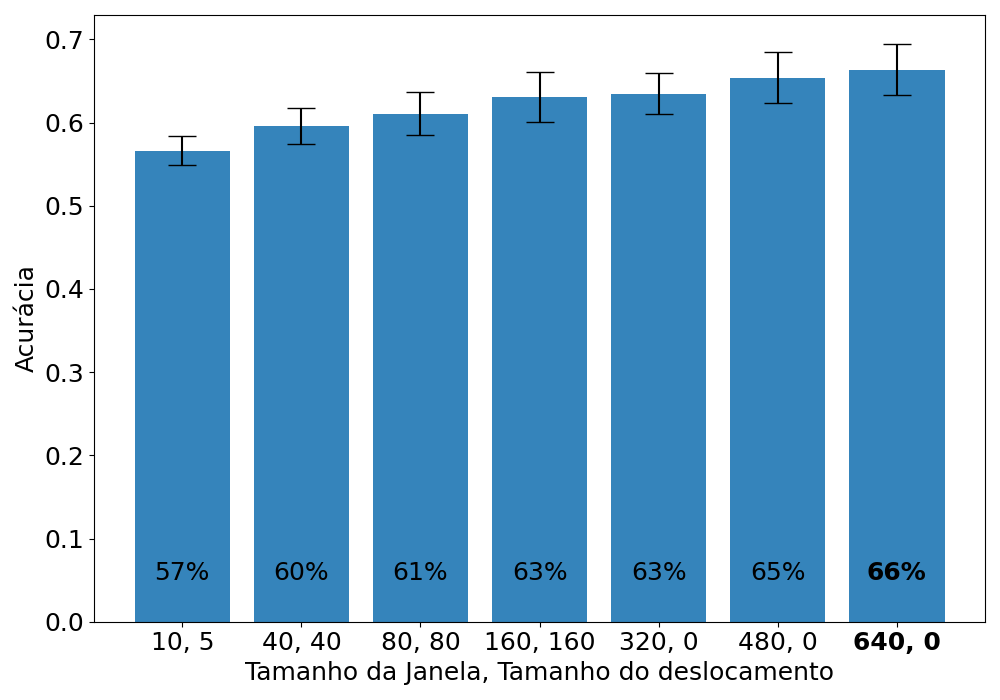 0.7
0.6
0.5
0.4
0.3
0.2
0.1
0.0
Acurácia
57% 60% 61% 63% 63% 65% 66%
10, 5 40, 40 80, 80 160, 160 320, 0 480, 0 640, 0
Tamanho da Janela, Tamanho do deslocamento